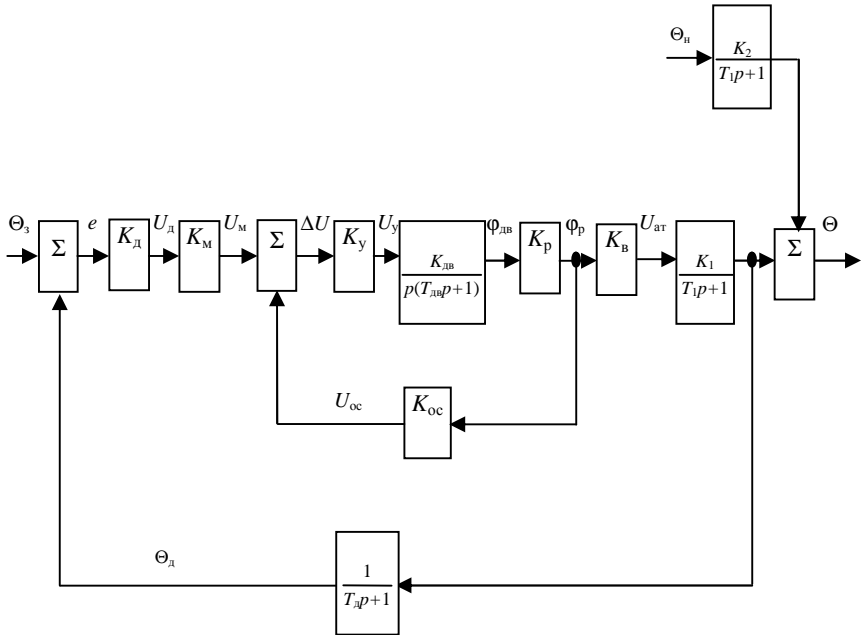 Θн
K2
T1p+1
Θз
Σ
e
Kд
Uд
Kм
Uм
Σ
ΔU
Kу
Uу
Kдв
p(Tдвp+1)
φдв
Kр
φр
Kв
Uат
K1
T1p+1
Σ
Θ
Uос
Kос
Θд
1
Tдp+1